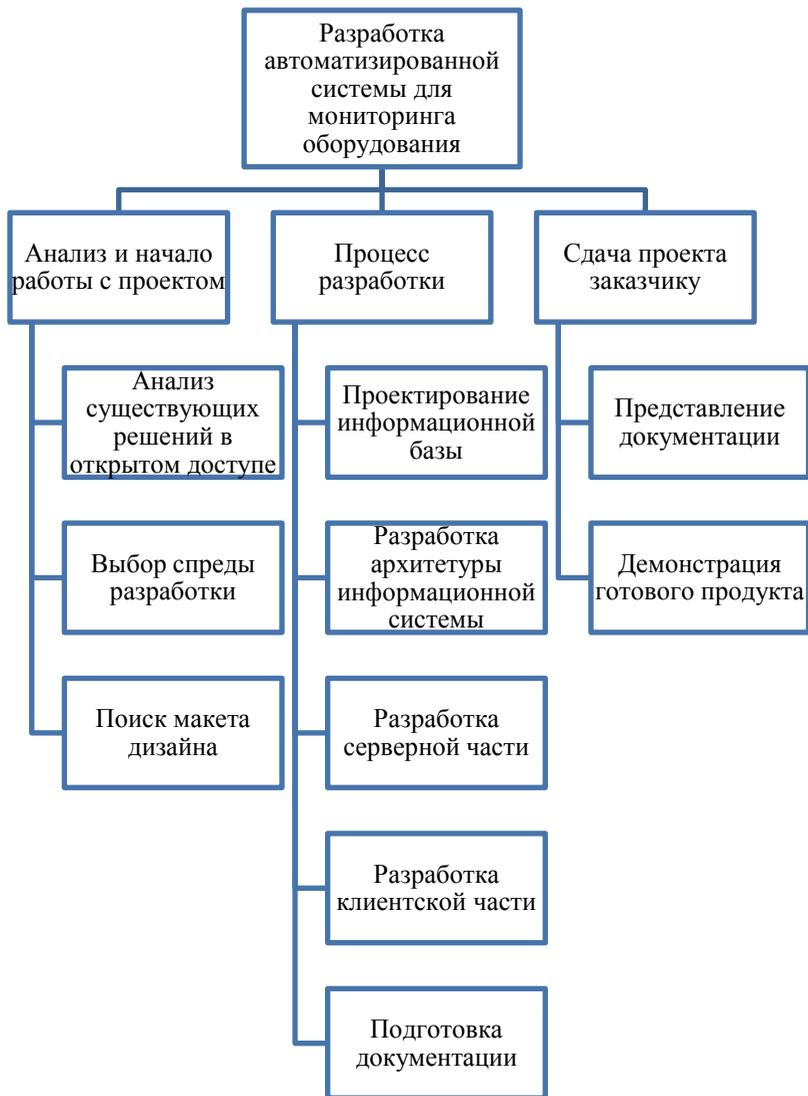 Разработка
автоматизированной
системы для
мониторинга
оборудования
Анализ и начало
работы с проектом
Анализ
существующих
решений в
открытом доступе
Выбор спреды
разработки
Поиск макета
дизайна
Процесс
разработки
Проектирование
информационной
базы
Разработка
архитетуры
информационной
системы
Разработка
серверной части
Разработка
клиентской части
Подготовка
документации
Сдача проекта
заказчику
Представление
документации
Демонстрация
готового продукта